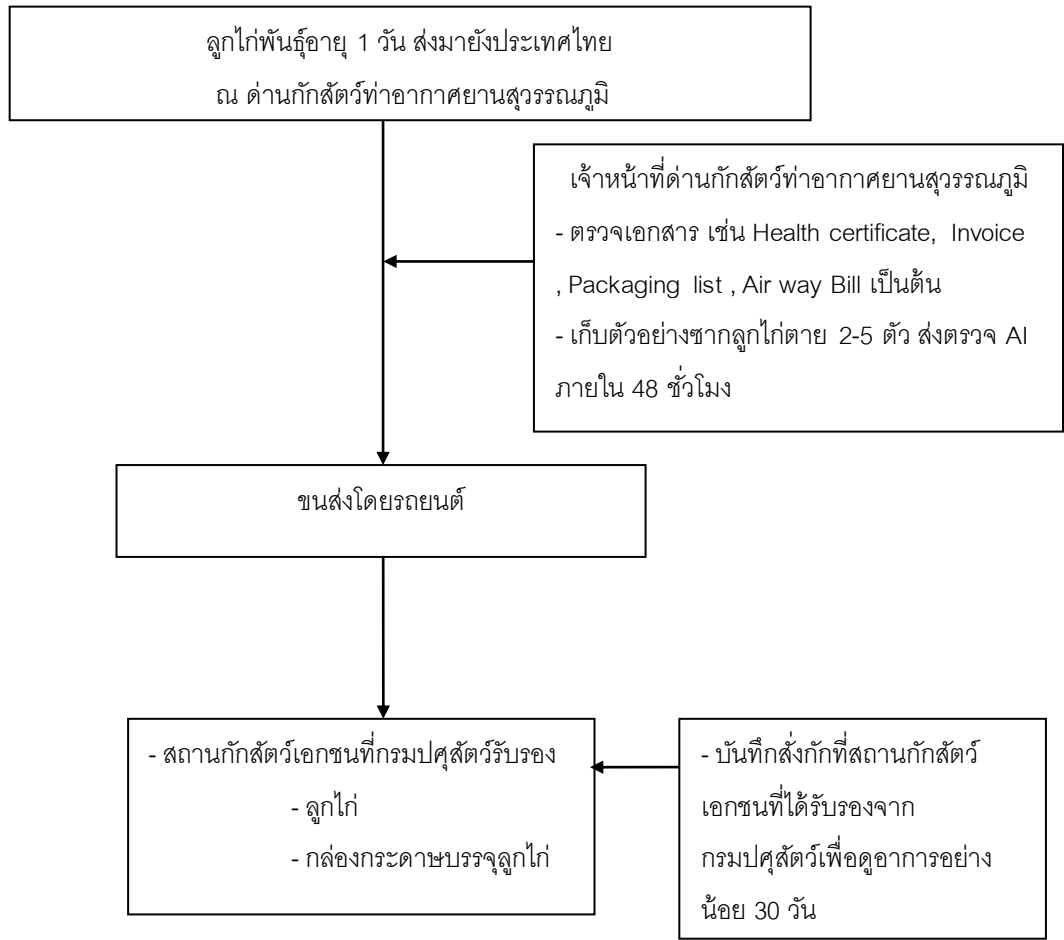 ลูกไก่พันธุ์อายุ 1 วัน ส่งมายังประเทศไทย
ณ ด่านกักสัตว์ท่าอากาศยานสุวรรณภูมิ
เจ้าหน้าที่ด่านกักสัตว์ท่าอากาศยานสุวรรณภูมิ
- ตรวจเอกสาร เช่น Health certificate, Invoice
, Packaging list , Air way Bill เป็นต้น
- เก็บตัวอย่างซากลูกไก่ตาย 2-5 ตัว ส่งตรวจ AI
ภายใน 48 ชั่วโมง
ขนส่งโดยรถยนต์
- สถานกักสัตว์เอกชนที่กรมปศุสัตว์รับรอง
- ลูกไก่
- กล่องกระดาษบรรจุลูกไก่
- บันทึกสั่งกักที่สถานกักสัตว์
เอกชนที่ได้รับรองจาก
กรมปศุสัตว์เพื่อดูอาการอย่าง
น้อย 30 วัน